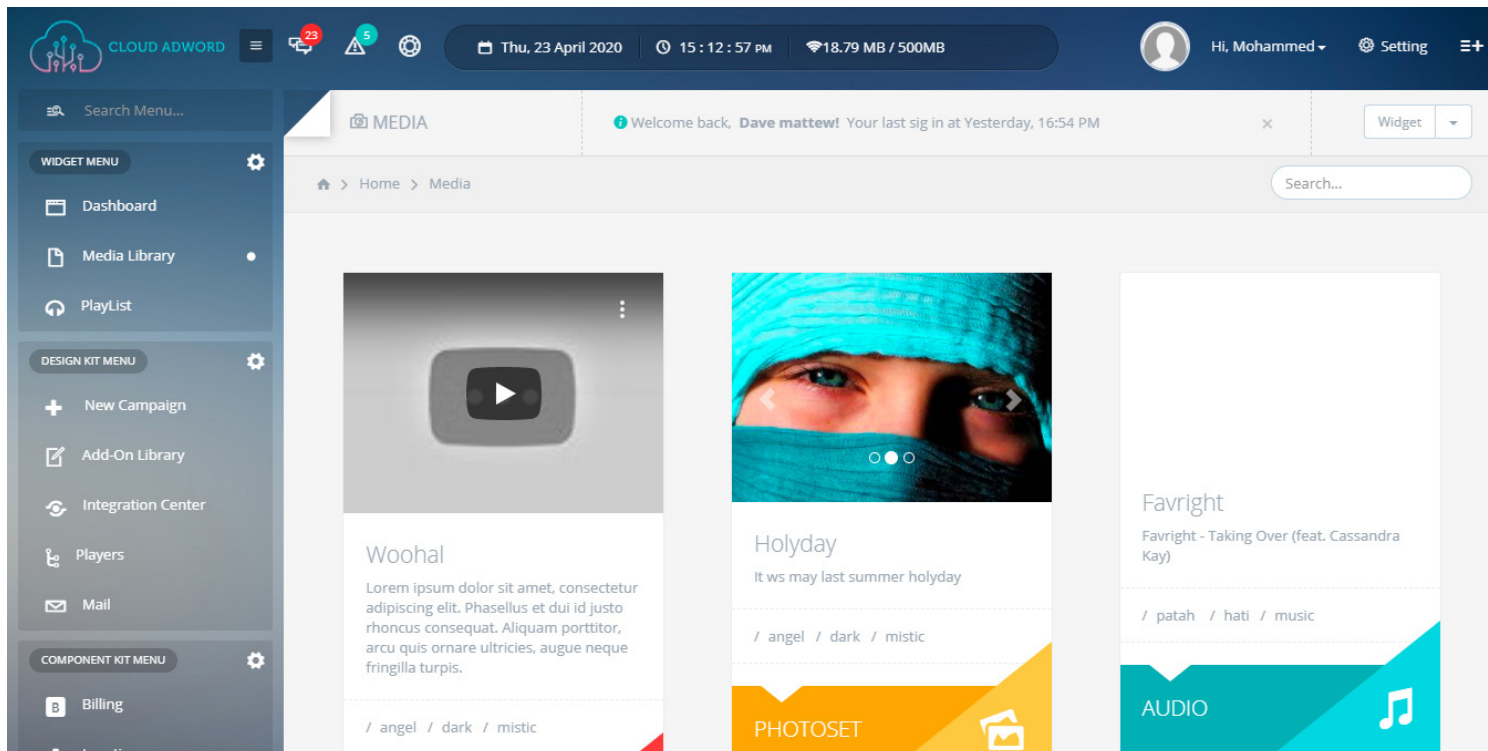 CLOUD ADWORD
23
5
Thu, 23 April 2020
15 : 12 : 57 PM
18.79 MB / 500MB
Hi, Mohammed
Setting
Search Menu...
WIDGET MENU
Dashboard
Media Library
PlayList
DESIGN KIT MENU
New Campaign
Add-On Library
Integration Center
Players
Mail
COMPONENT KIT MENU
B Billing
MEDIA
Welcome back, Dave mattew! Your last sig in at Yesterday, 16:54 PM
×
Widget
> Home > Media
Search...
Woohal
Lorem ipsum dolor sit amet, consectetur
adipiscing elit. Phasellus et dui id justo
rhoncus consequat. Aliquam porttitor,
arcu quis ornare ultricies, augue neque
fringilla turpis.
/ angel / dark / mistic
Holyday
It ws may last summer holyday
/ angel / dark / mistic
PHOTOSET
Favright
Favright - Taking Over (feat. Cassandra
Kay)
/ patah / hati / music
AUDIO